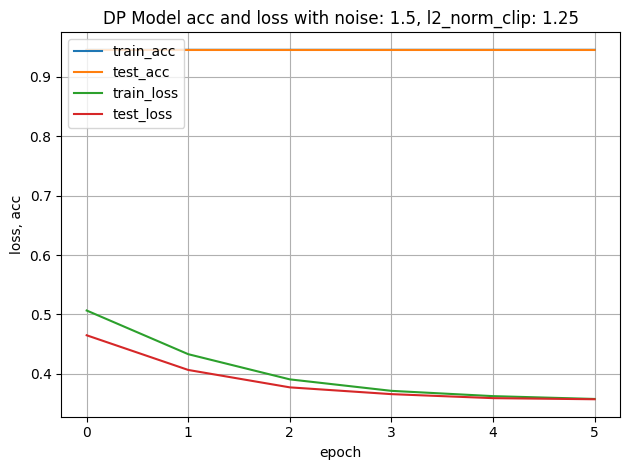 DP Model acc and loss with noise: 1.5, l2_norm_clip: 1.25
train_acc
test_acc
train_loss
test_loss
0.9
0.8
0.7
0.6
0.5
0.4
loss, acc
0 1 2 3 4 5
epoch